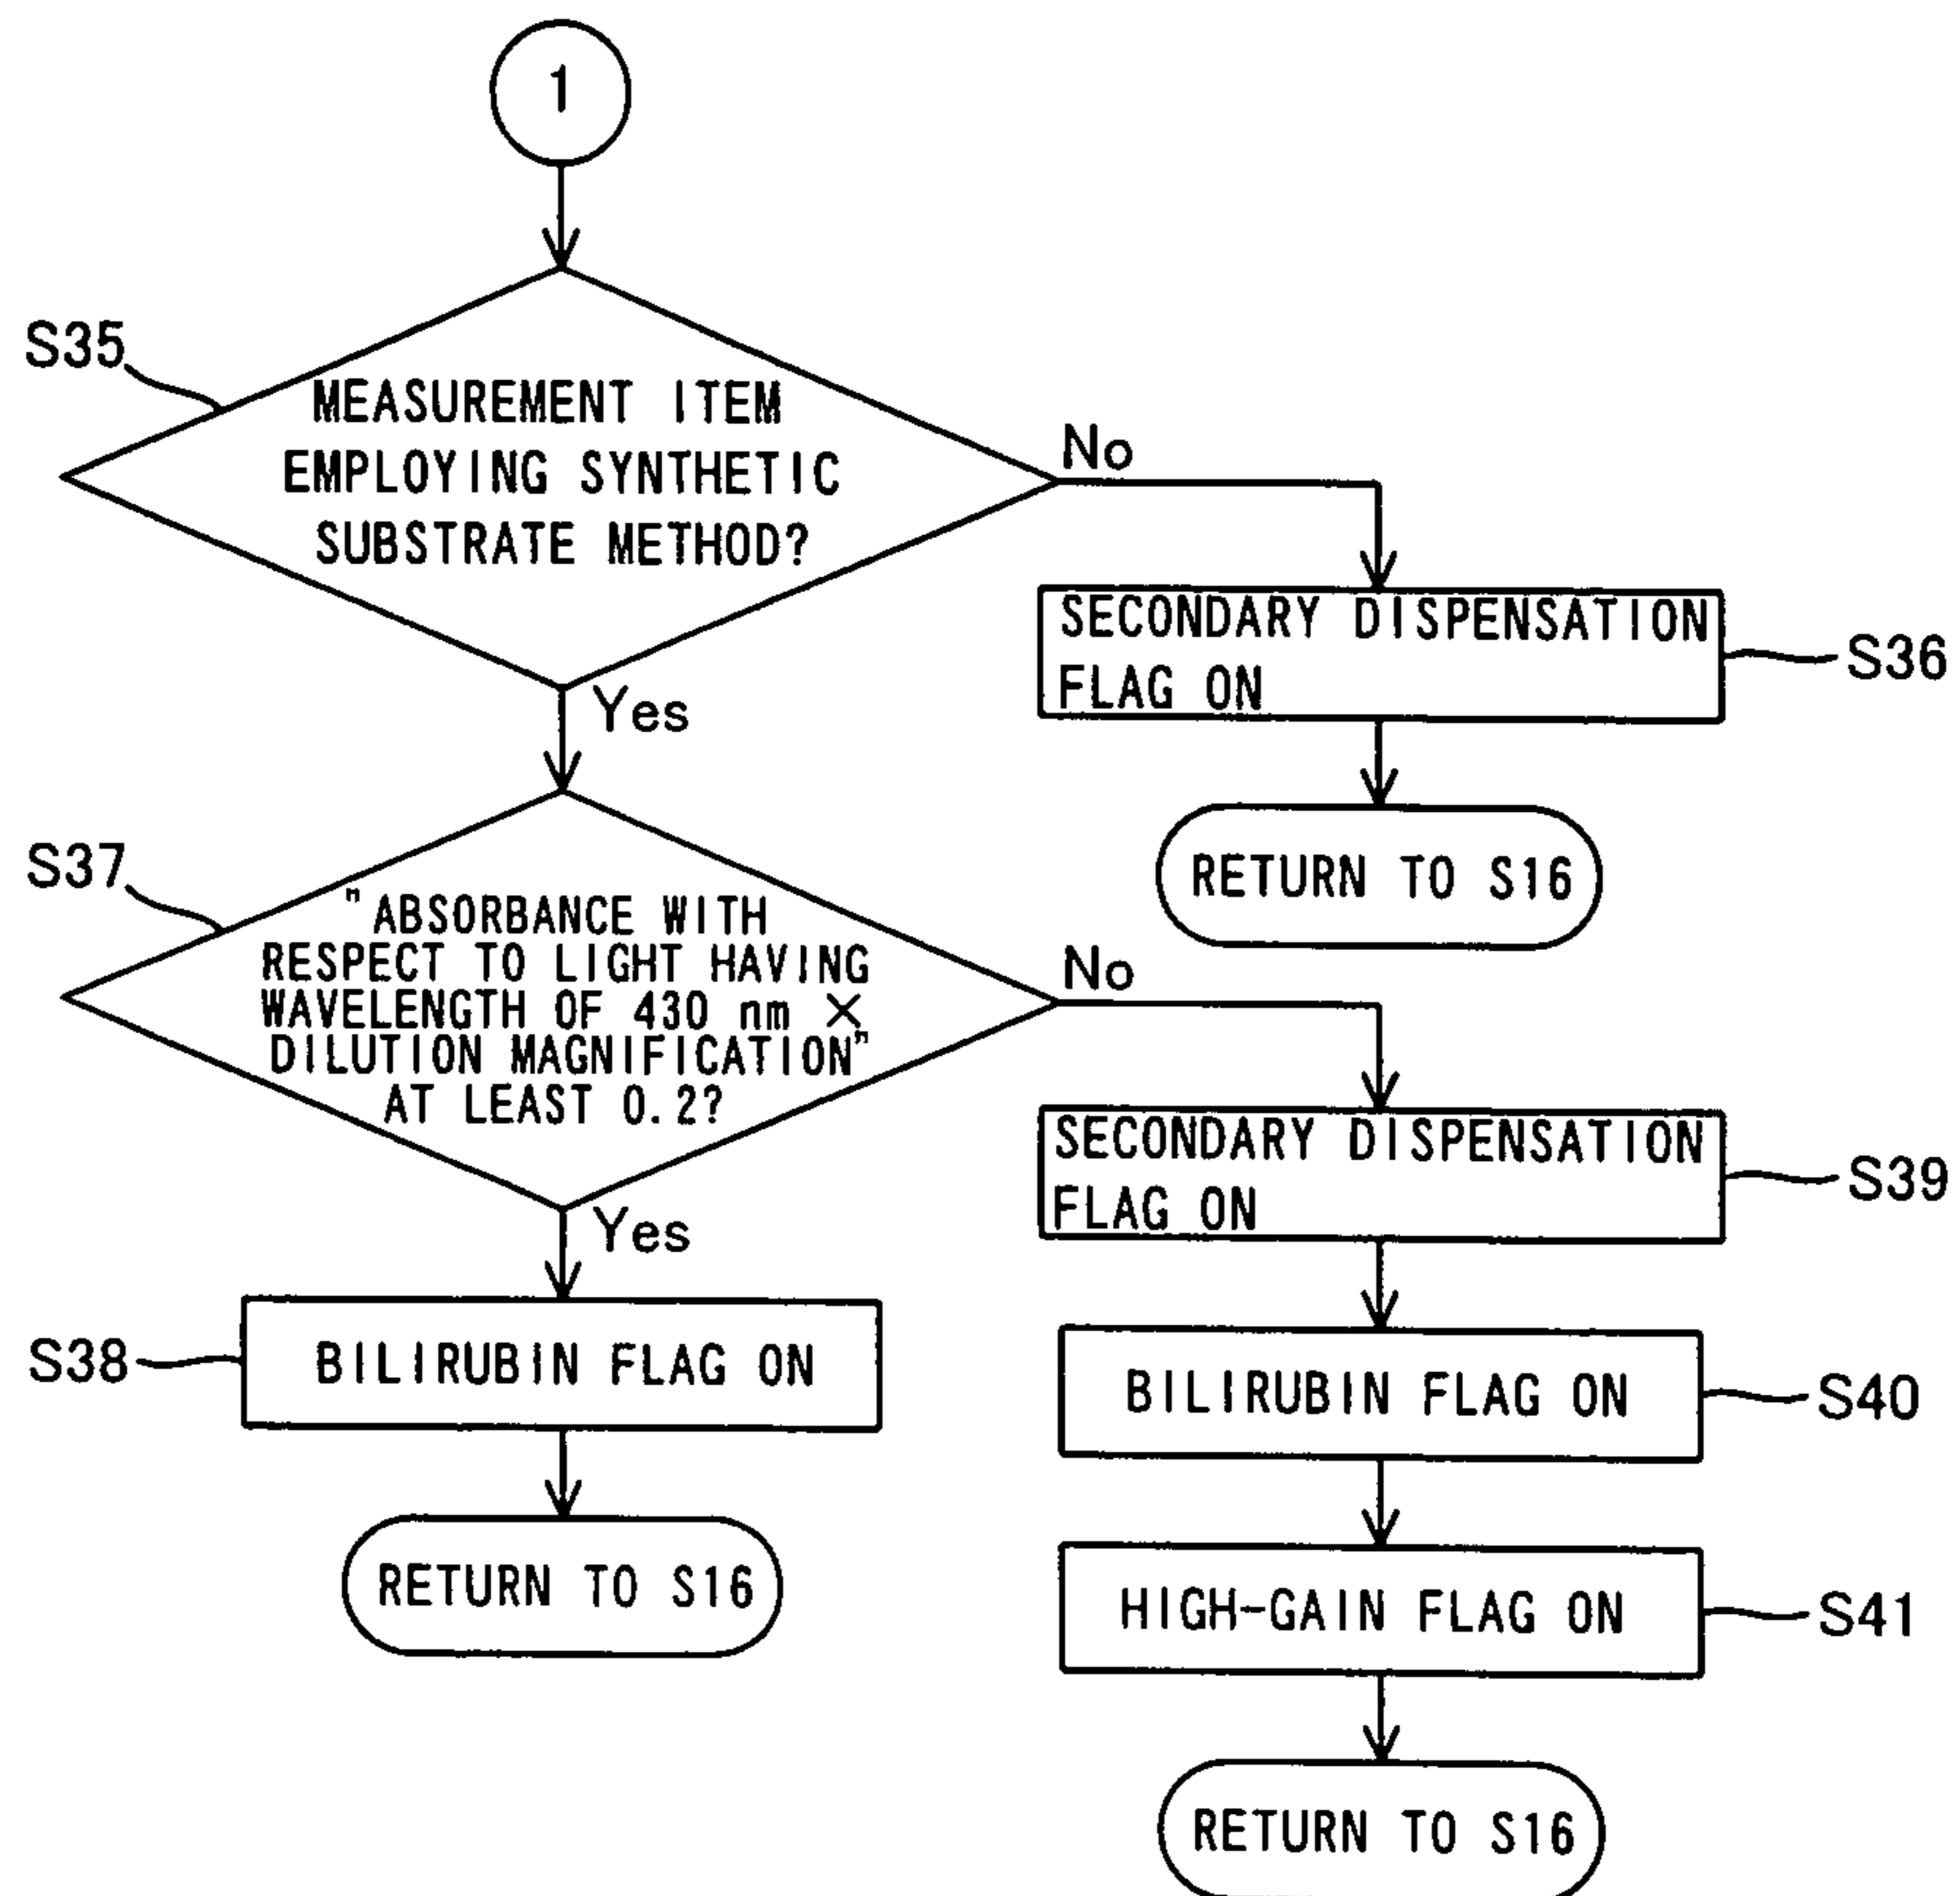 1
S35
MEASUREMENT ITEM
EMPLOYING SYNTHETIC
SUBSTRATE METHOD?
No
Yes
SECONDARY DISPENSATION
FLAG ON
S36
RETURN TO S16
S37
"ABSORBANCE WITH
RESPECT TO LIGHT HAVING
WAVELENGTH OF 430 nm ×
DILUTION MAGNIFICATION"
AT LEAST 0.2?
No
Yes
SECONDARY DISPENSATION
FLAG ON
S39
S38
BILIRUBIN FLAG ON
RETURN TO S16
BILIRUBIN FLAG ON
S40
HIGH-GAIN FLAG ON
S41
RETURN TO S16